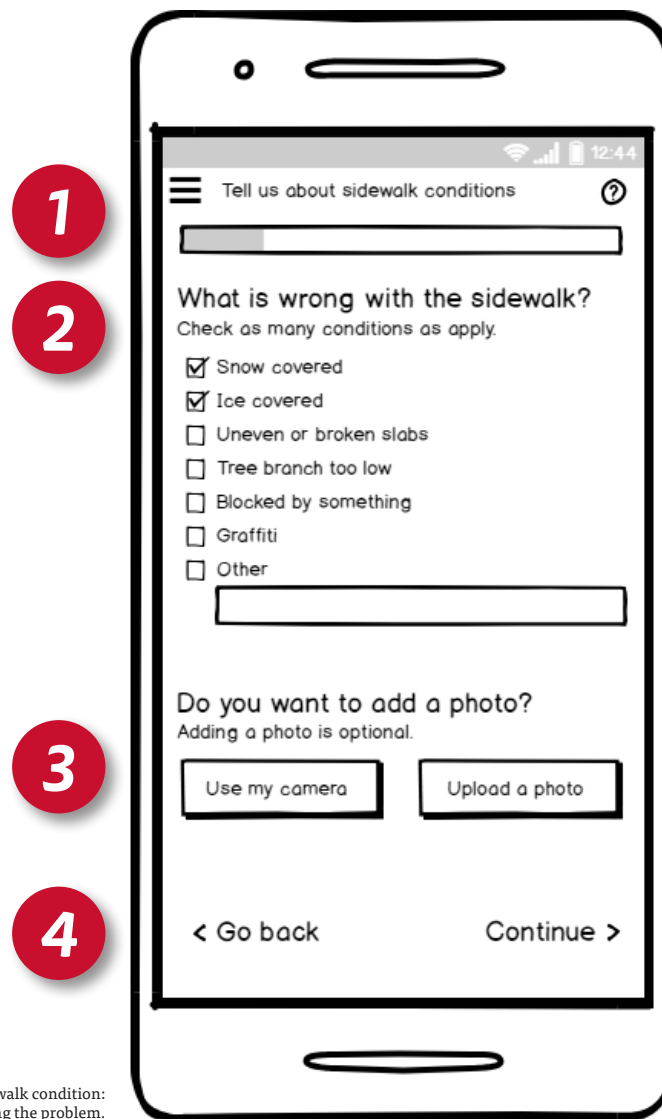 12:44
1
Tell us about sidewalk conditions
?
2
What is wrong with the sidewalk?
Check as many conditions as apply.
Snow covered
Ice covered
Uneven or broken slabs
Tree branch too low
Blocked by something
Graffiti
Other
Do you want to add a photo?
Adding a photo is optional.
3
Use my camera
Upload a photo
4
< Go back
Continue >
condition:
the problem.